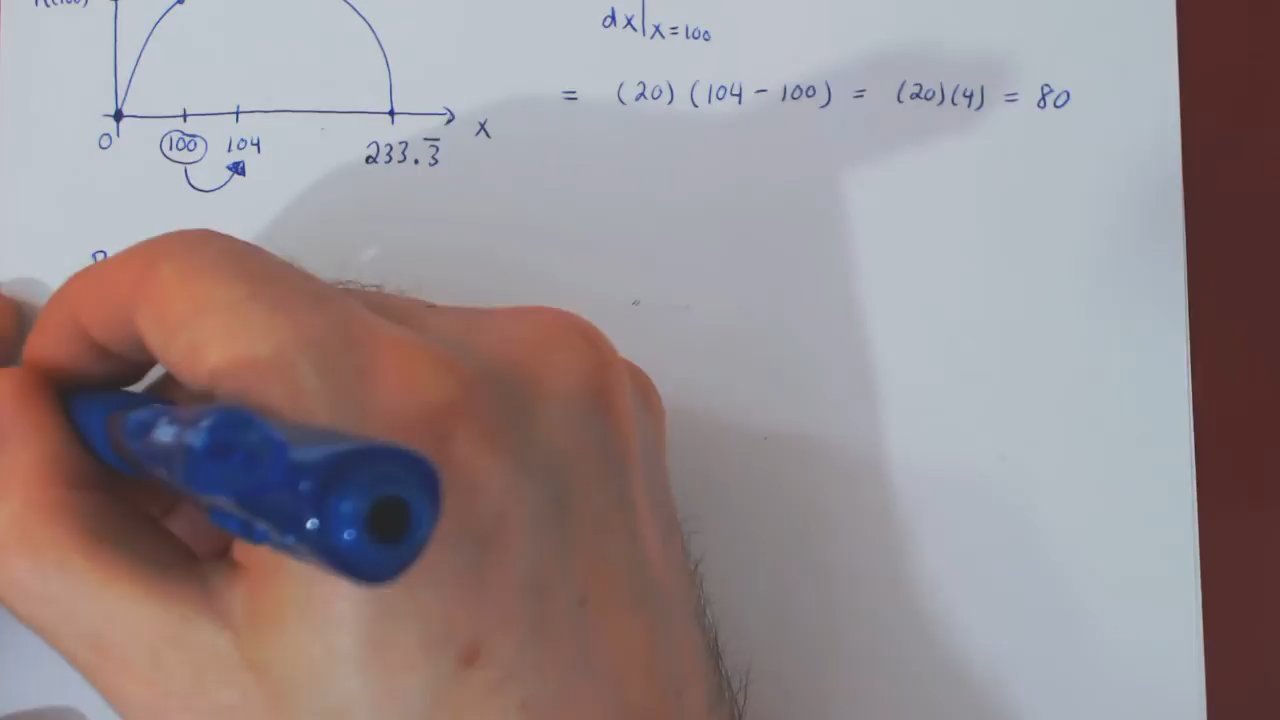 dx|x=100
= (20) (104 - 100) = (20)(4) = 80
x
0 100 104 233.3̅